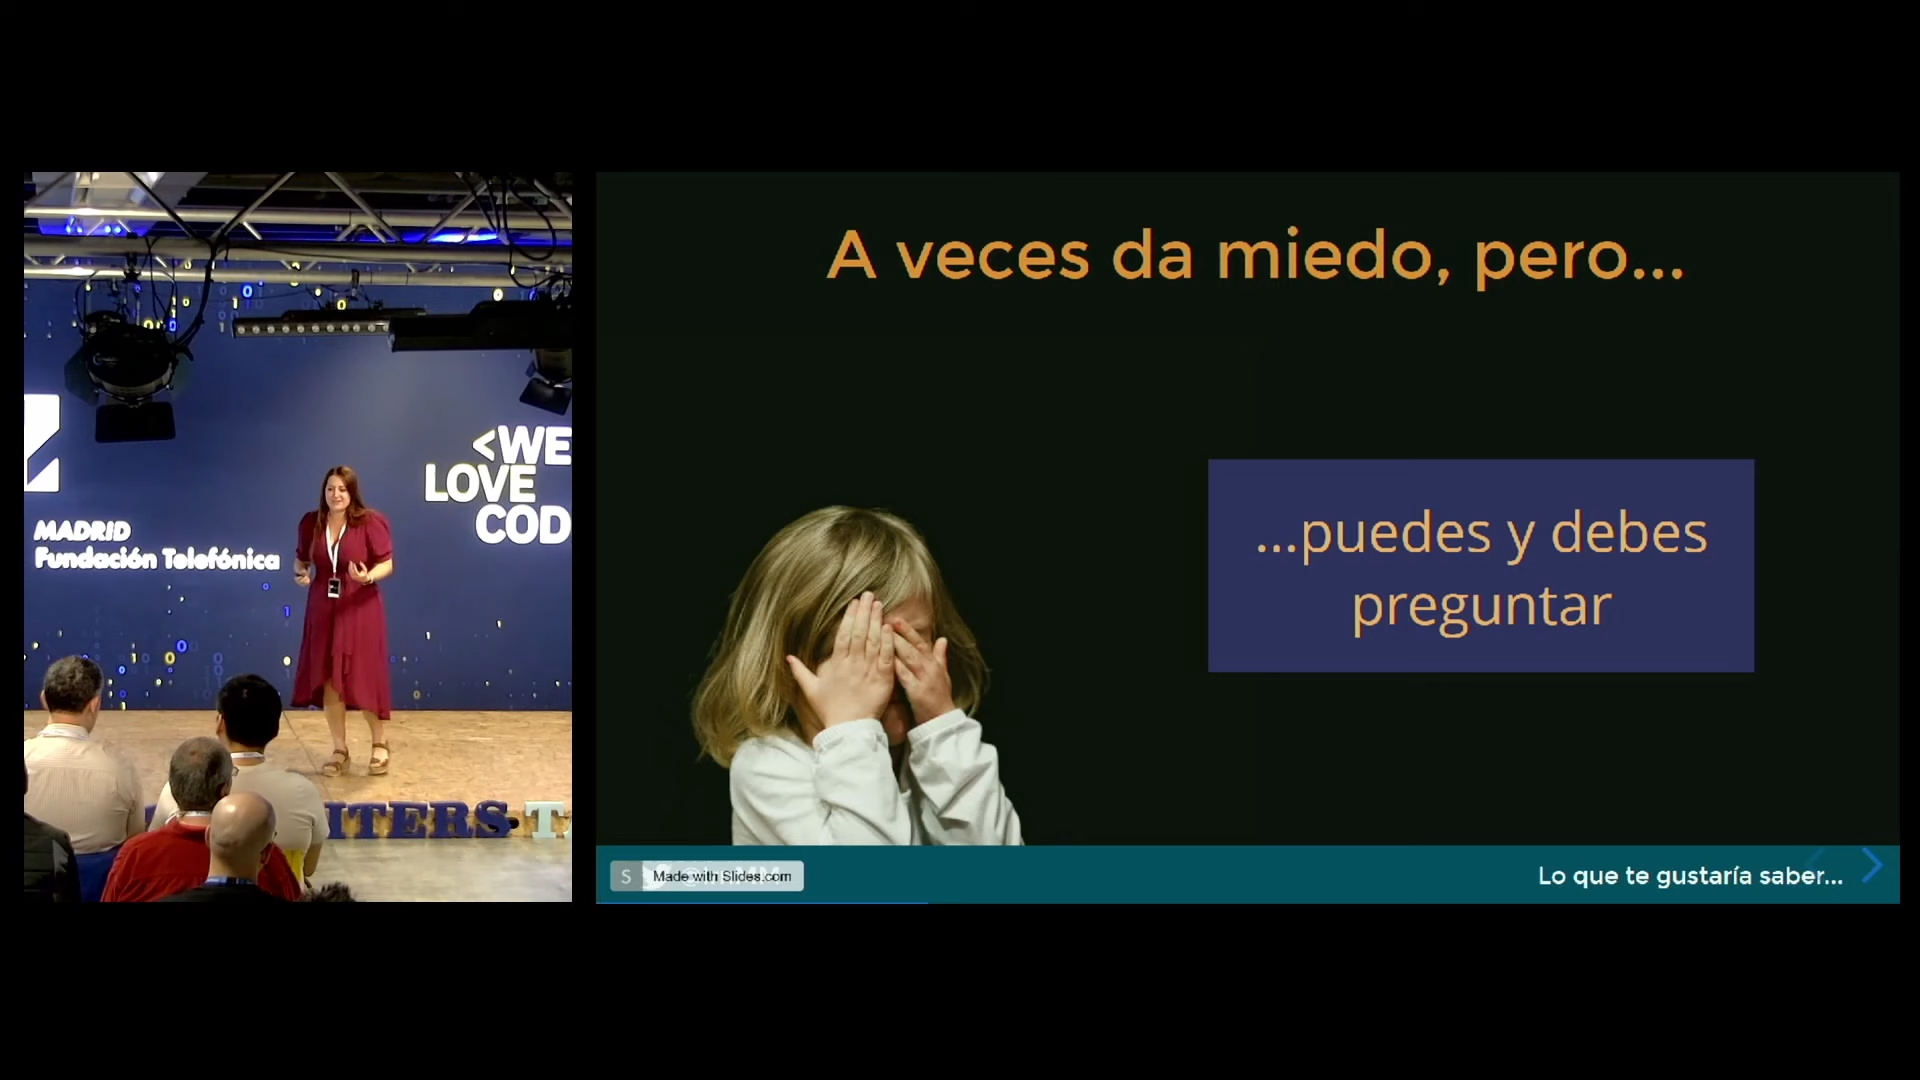 <WE
LOVE
COD
MADRID
Fundación Telefónica
ITERS
A veces da miedo, pero...
...puedes y debes
preguntar
S Made with Slides.com
Lo que te gustaría saber...